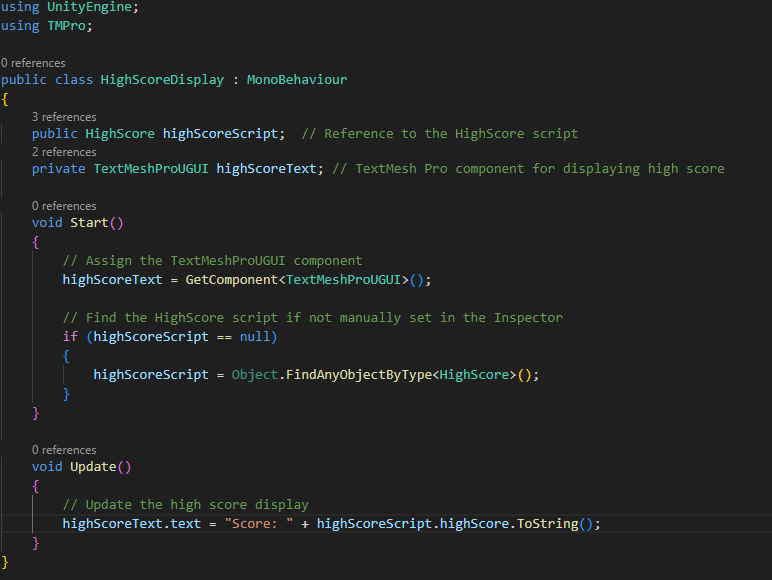 using UnityEngine;
using TMPro;
0 references
public class HighScoreDisplay : MonoBehaviour
{
3 references
public HighScore highScoreScript;  // Reference to the HighScore script
2 references
private TextMeshProUGUI highScoreText; // TextMesh Pro component for displaying high score
0 references
void Start()
{
// Assign the TextMeshProUGUI component
highScoreText = GetComponent<TextMeshProUGUI>();
// Find the HighScore script if not manually set in the Inspector
if (highScoreScript == null)
{
highScoreScript = Object.FindAnyObjectByType<HighScore>();
}
}
0 references
void Update()
{
// Update the high score display
highScoreText.text = "Score: " + highScoreScript.highScore.ToString();
}
}